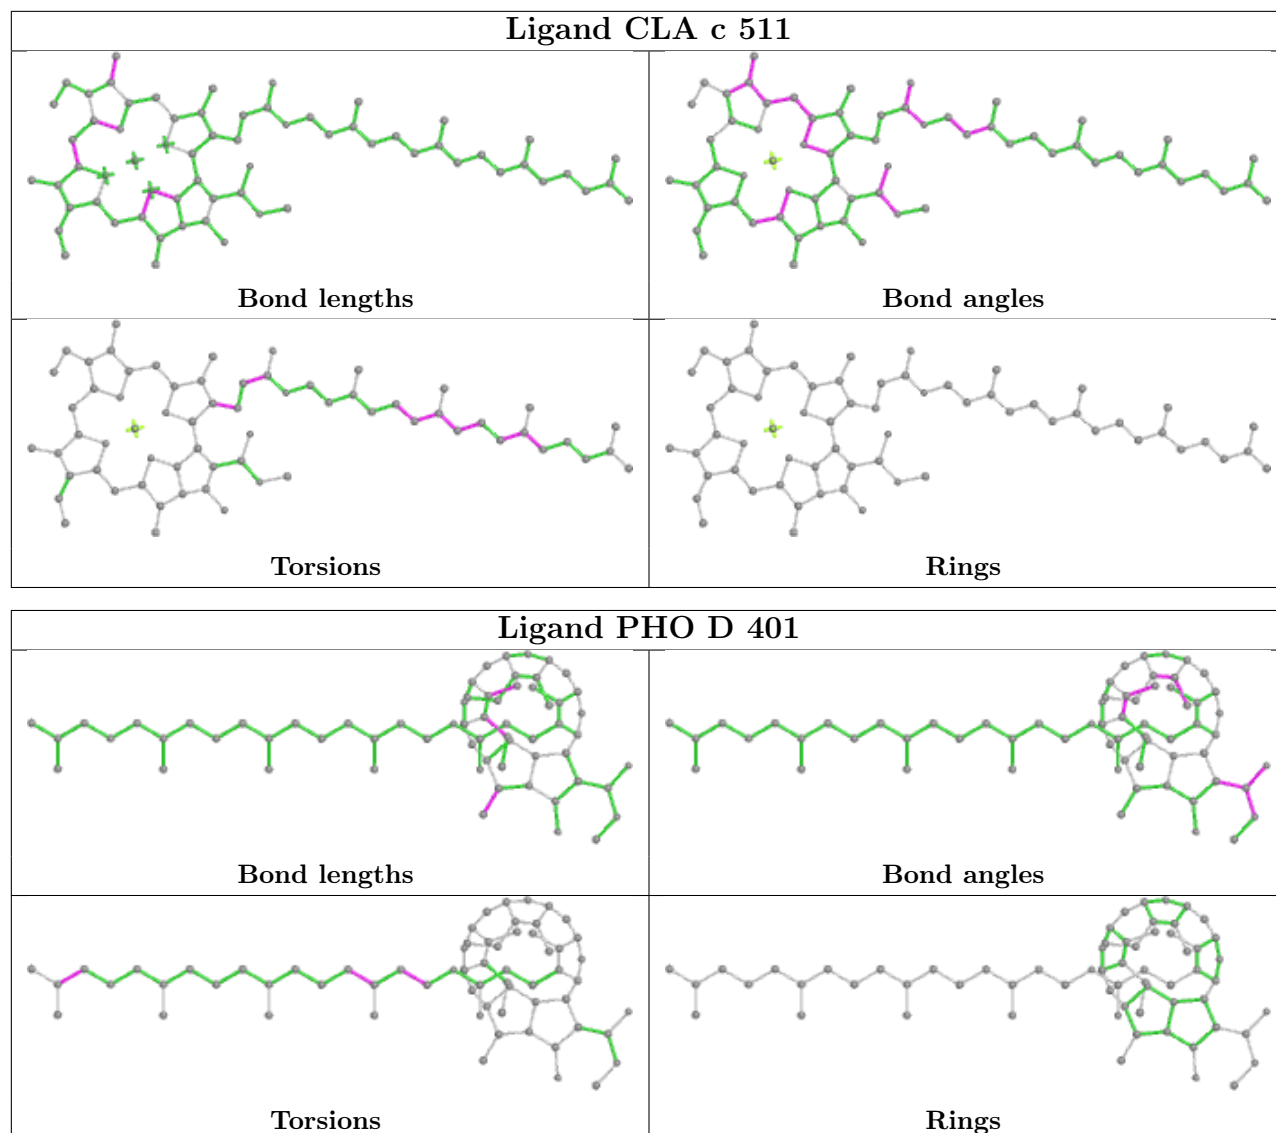 Ligand CLA c 511
Bond lengths
Bond angles
Torsions
Rings
Ligand PHO D 401
Bond lengths
Bond angles
Torsions
Rings